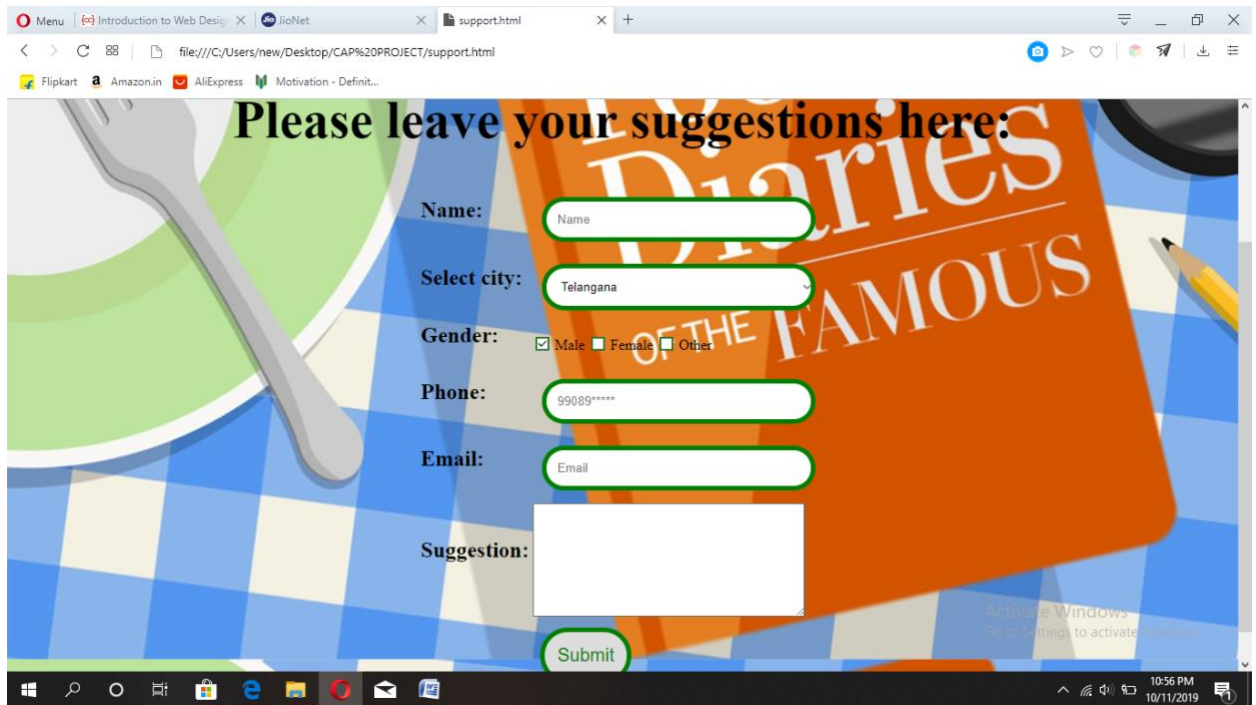 Menu
Introduction to Web Desig
JioNet
support.html
file:///C:/Users/new/Desktop/CAP%20PROJECT/support.html
Flipkart
a Amazon.in
AliExpress
Motivation - Definit...
Please leave your suggestions here:
Diaries
OF THE FAMOUS
Name:
Name
Select city:
Telangana
Gender:
Male Female Other
Phone:
99089*****
Email:
Email
Suggestion:
Submit
Activate Windows
Go to Settings to activate
10:56 PM
10/11/2019